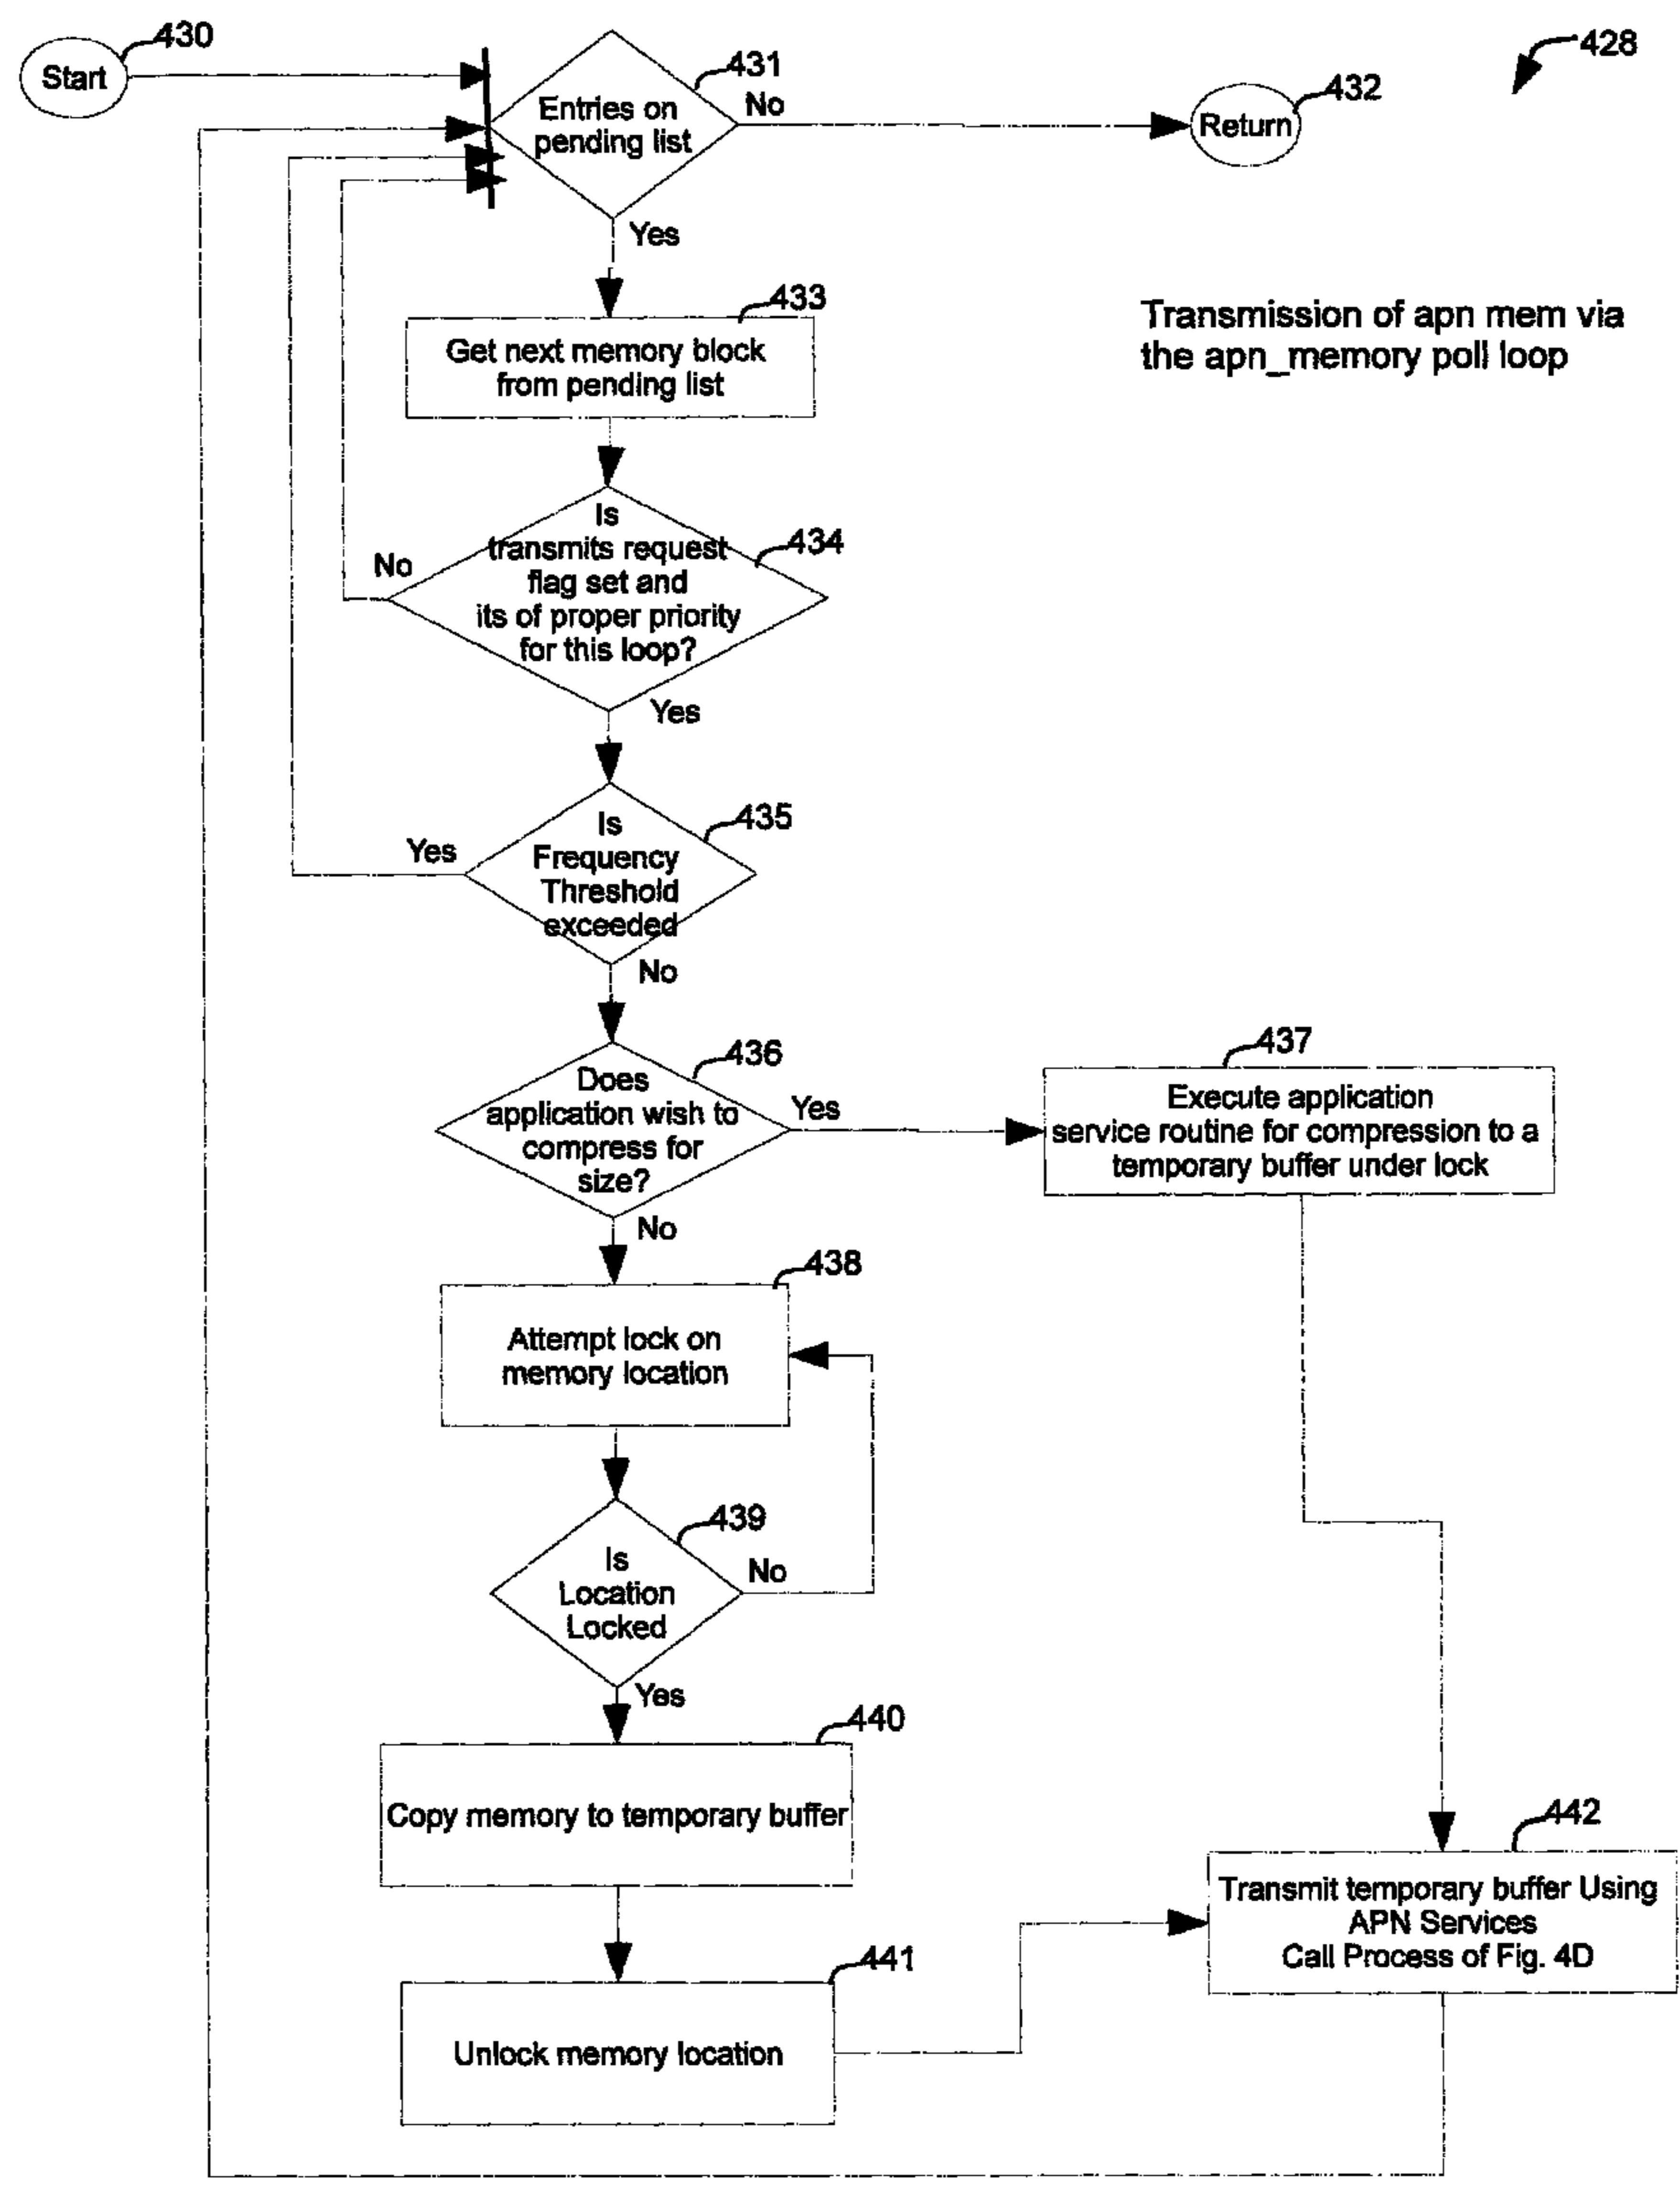 Start
430
428
Entries on
pending list
431
No
Return
432
Yes
Transmission of apn mem via
the apn_memory poll loop
433
Get next memory block
from pending list
Is
transmits request
flag set and
its of proper priority
for this loop?
434
No
Yes
Is
Frequency
Threshold
exceeded
435
Yes
No
Does
application wish to
compress for
size?
436
Yes
437
Execute application
service routine for compression to a
temporary buffer under lock
No
438
Attempt lock on
memory location
439
Is
Location
Locked
No
Yes
440
Copy memory to temporary buffer
442
Transmit temporary buffer Using
APN Services
Call Process of Fig. 4D
441
Unlock memory location